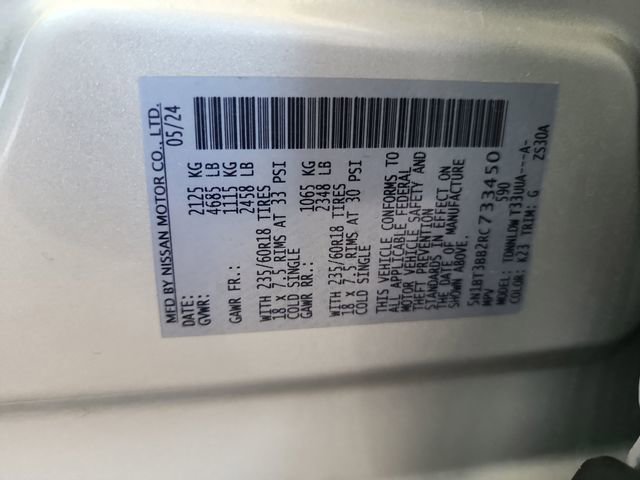 MFD BY NISSAN MOTOR CO., LTD.
DATE: 05/24
GVWR: 2125 KG
4685 LB
GAWR FR.: 1115 KG
2458 LB
WITH 235/60R18 TIRES
18 X 7.5 RIMS AT 33 PSI
COLD SINGLE
GAWR RR.: 1065 KG
2348 LB
WITH 235/60R18 TIRES
18 X 7.5 RIMS AT 30 PSI
COLD SINGLE
THIS VEHICLE CONFORMS TO
ALL APPLICABLE FEDERAL
MOTOR VEHICLE SAFETY AND
THEFT PREVENTION
STANDARDS IN EFFECT ON
THE DATE OF MANUFACTURE
SHOWN ABOVE.
5N1BT3BB2RC733450
MPV S90
MODEL: TDWNLDW T33UUA---A-
COLOR: K23 TRIM: G ZS30A